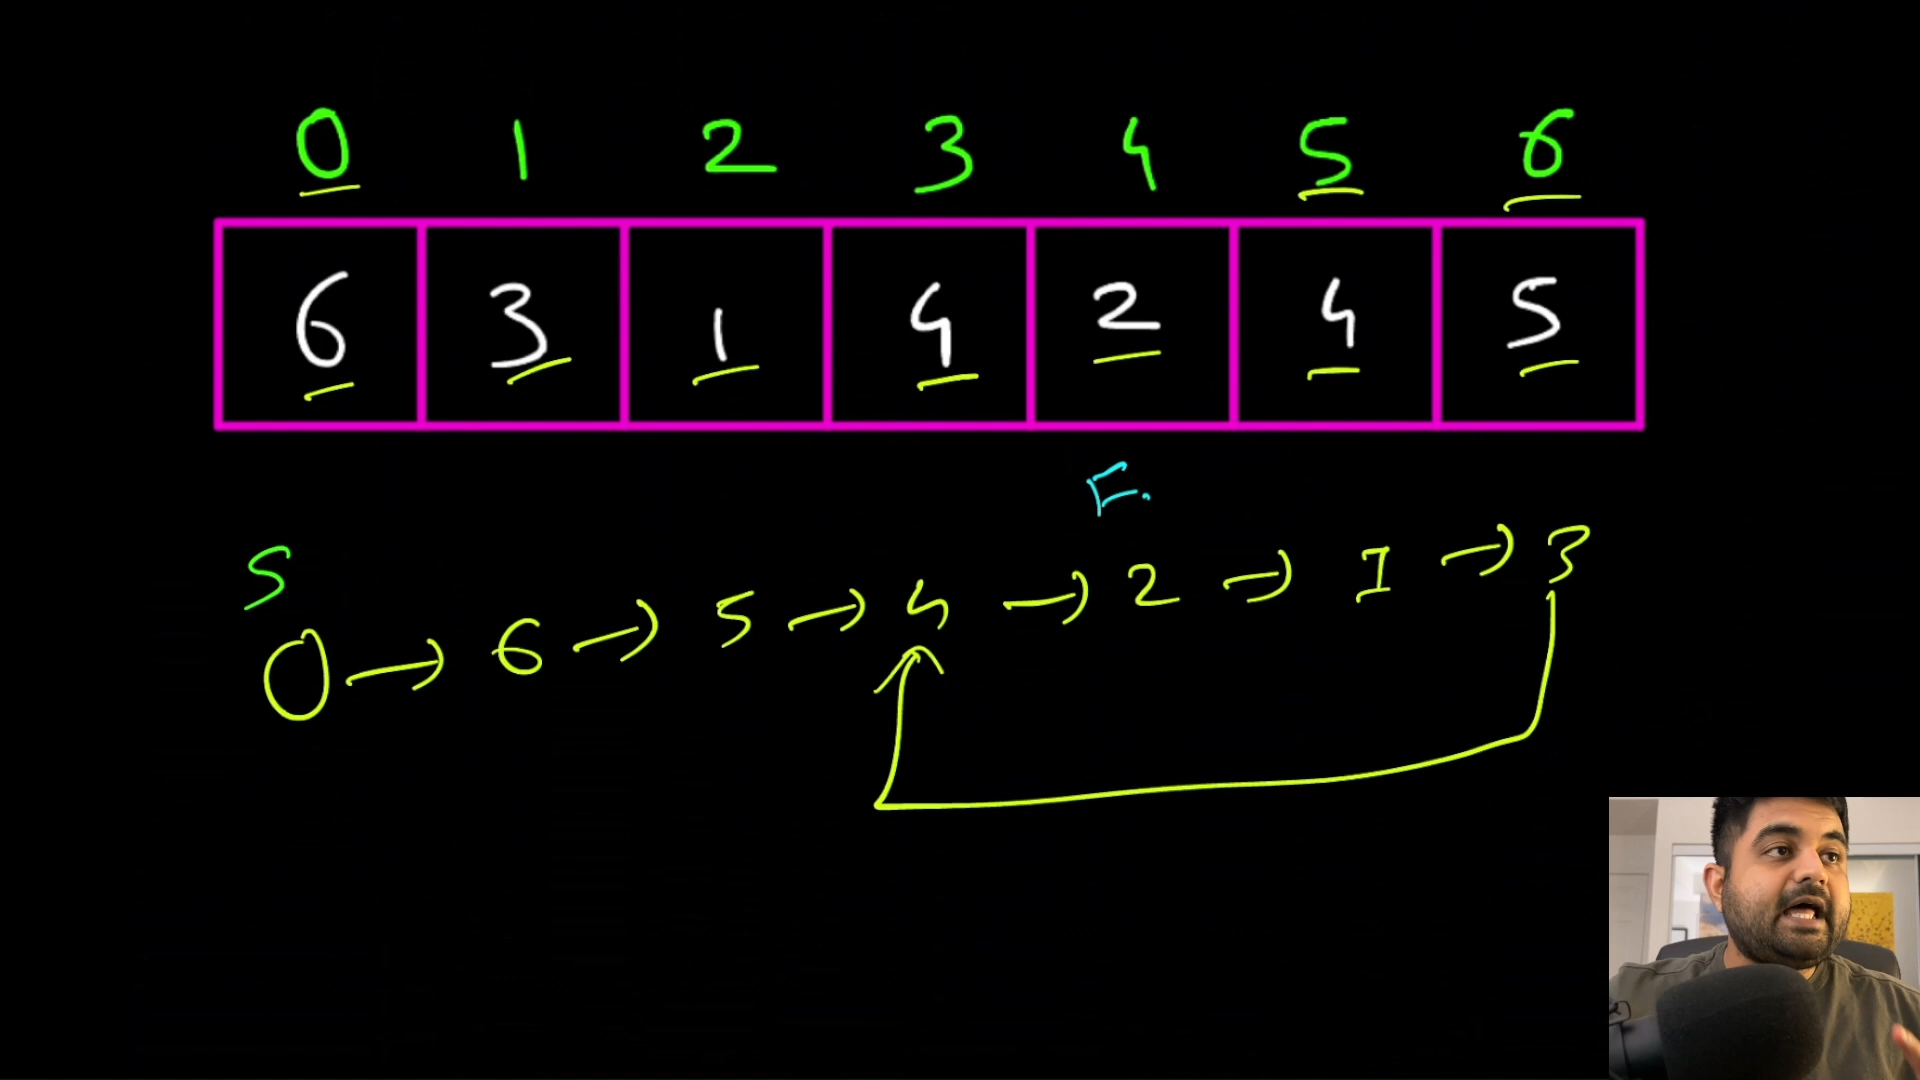 0 1 2 3 4 5 6
6 3 1 4 2 4 5
F.
S
0 → 6 → 5 → 4 → 2 → 1 → 3